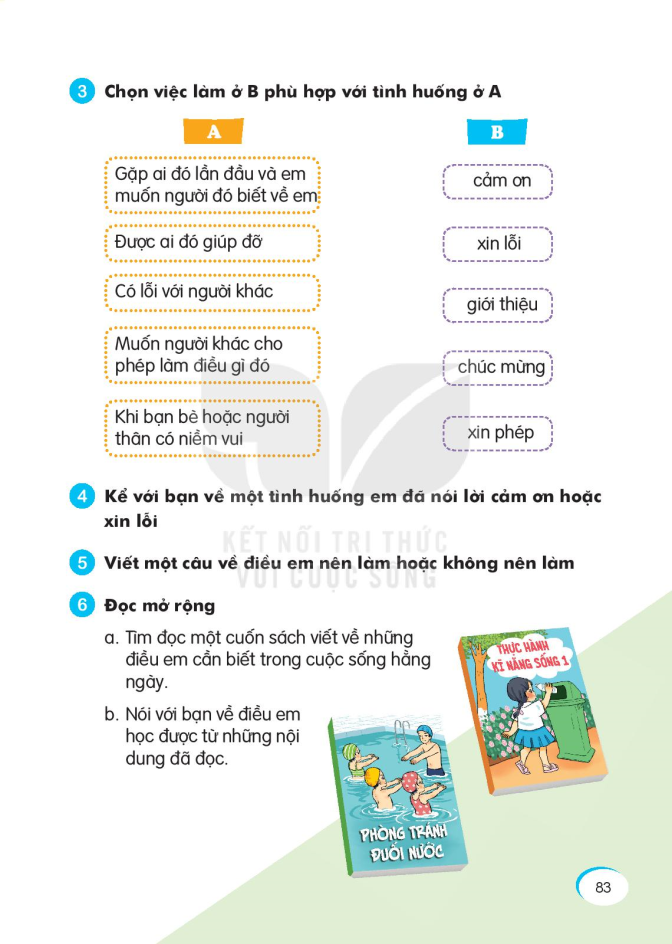 3 Chọn việc làm ở B phù hợp với tình huống ở A
A
B
Gặp ai đó lần đầu và em
muốn người đó biết về em
cảm ơn
Được ai đó giúp đỡ
xin lỗi
Có lỗi với người khác
giới thiệu
Muốn người khác cho
phép làm điều gì đó
chúc mừng
Khi bạn bè hoặc người
thân có niềm vui
xin phép
4 Kể với bạn về một tình huống em đã nói lời cảm ơn hoặc
xin lỗi
KẾT NỐI TRI THỨC
VỚI CUỘC SỐNG
5 Viết một câu về điều em nên làm hoặc không nên làm
6 Đọc mở rộng
a. Tìm đọc một cuốn sách viết về những
điều em cần biết trong cuộc sống hằng
ngày.
b. Nói với bạn về điều em
học được từ những nội
dung đã đọc.
THỰC HÀNH
KĨ NĂNG SỐNG 1
PHÒNG TRÁNH
ĐUỐI NƯỚC
83